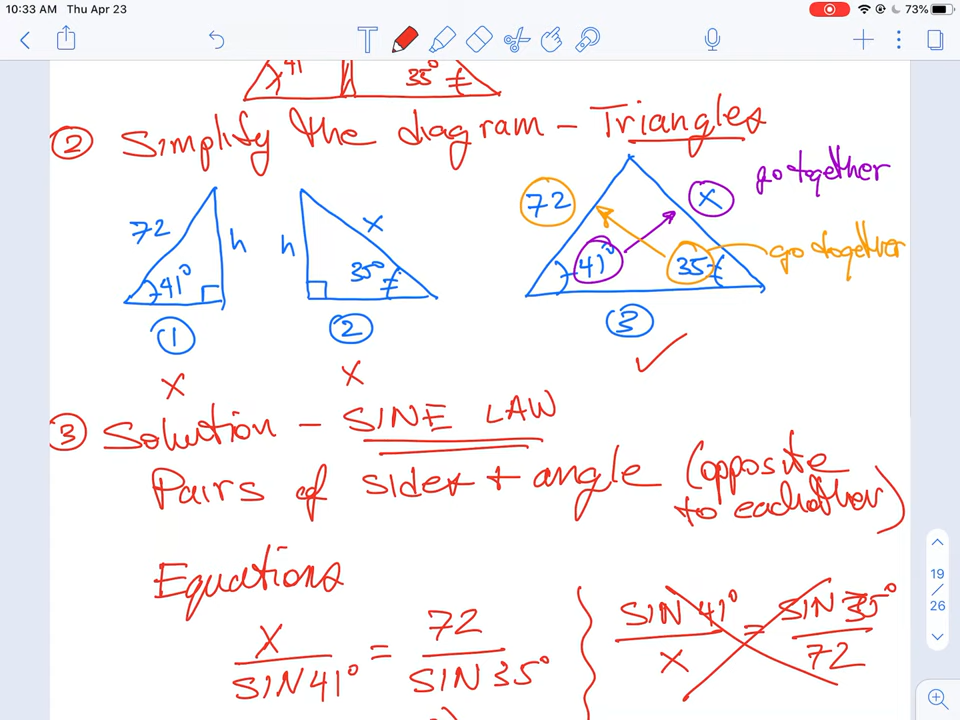 10:33 AM Thu Apr 23
73%
T
41° 35°
② Simplify the diagram - Triangles
go together
72 h h x 72 x
41° 35° 41° 35 go together
① ② ③
x x
③ Solution - SINE LAW
Pairs of sides + angle (opposite
to eachother)
19
/
26
Equations
x / SIN 41° = 72 / SIN 35°
SIN 41° / x = SIN 35° / 72